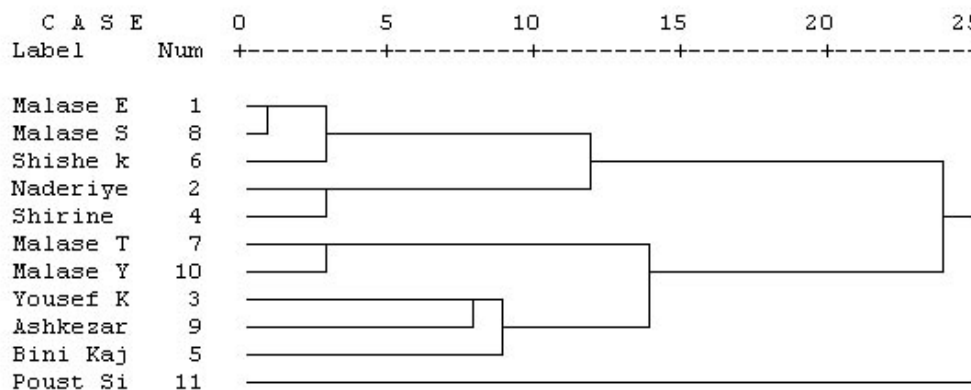 C A S E 0 5 10 15 20 25
Label Num +---------+---------+---------+---------+---------
Malase E 1
Malase S 8
Shishe k 6
Naderiye 2
Shirine 4
Malase T 7
Malase Y 10
Yousef K 3
Ashkezar 9
Bini Kaj 5
Poust Si 11